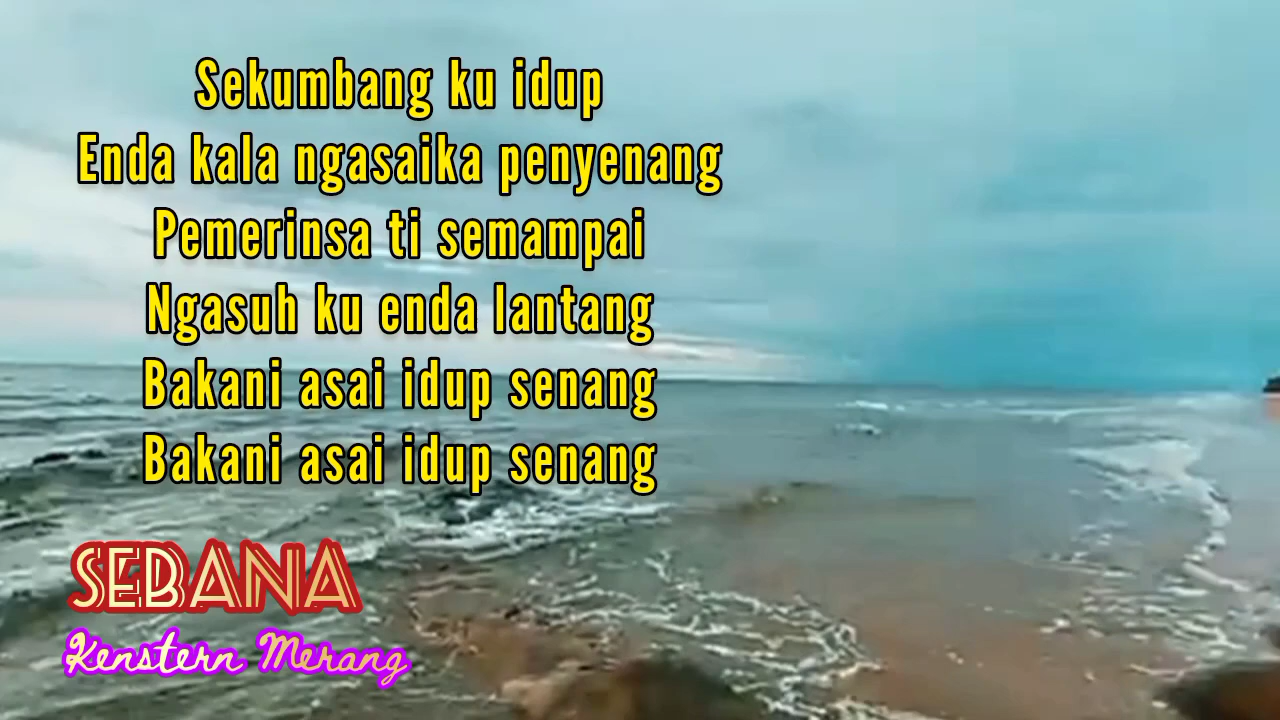 Sekumbang ku idup
Enda kala ngasaika penyenang
Pemerinsa ti semampai
Ngasuh ku enda lantang
Bakani asai idup senang
Bakani asai idup senang
SEBANA
Kenstern Merang